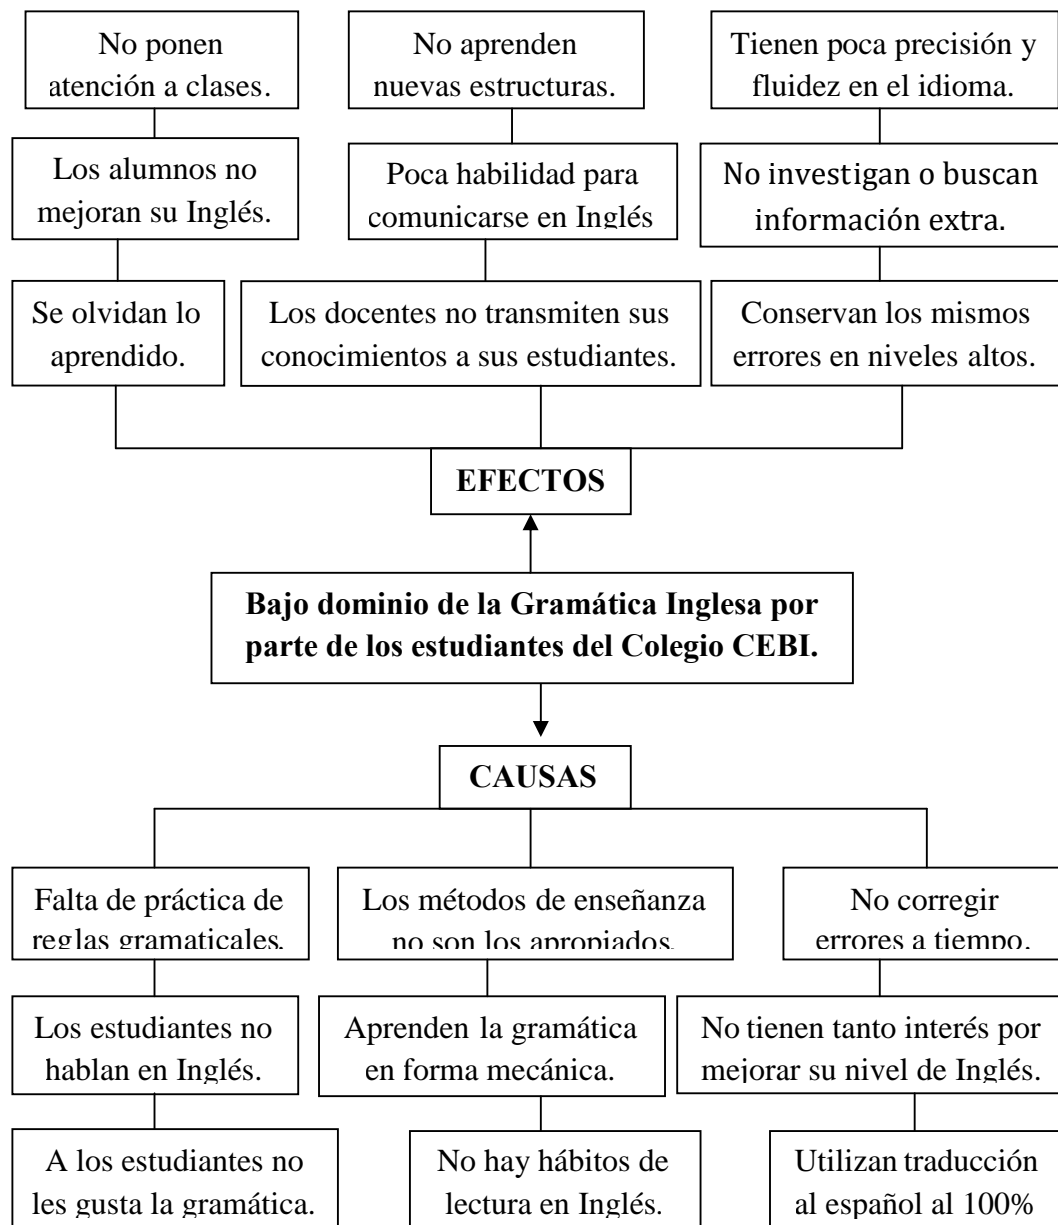 No ponen
atención a clases.
No aprenden
nuevas estructuras.
Tienen poca precisión y
fluidez en el idioma.
Los alumnos no
mejoran su Inglés.
Poca habilidad para
comunicarse en Inglés
No investigan o buscan
información extra.
Se olvidan lo
aprendido.
Los docentes no transmiten sus
conocimientos a sus estudiantes.
Conservan los mismos
errores en niveles altos.
EFECTOS
Bajo dominio de la Gramática Inglesa por
parte de los estudiantes del Colegio CEBI.
CAUSAS
Falta de práctica de
reglas gramaticales.
Los métodos de enseñanza
no son los apropiados.
No corregir
errores a tiempo.
Los estudiantes no
hablan en Inglés.
Aprenden la gramática
en forma mecánica.
No tienen tanto interés por
mejorar su nivel de Inglés.
A los estudiantes no
les gusta la gramática.
No hay hábitos de
lectura en Inglés.
Utilizan traducción
al español al 100%